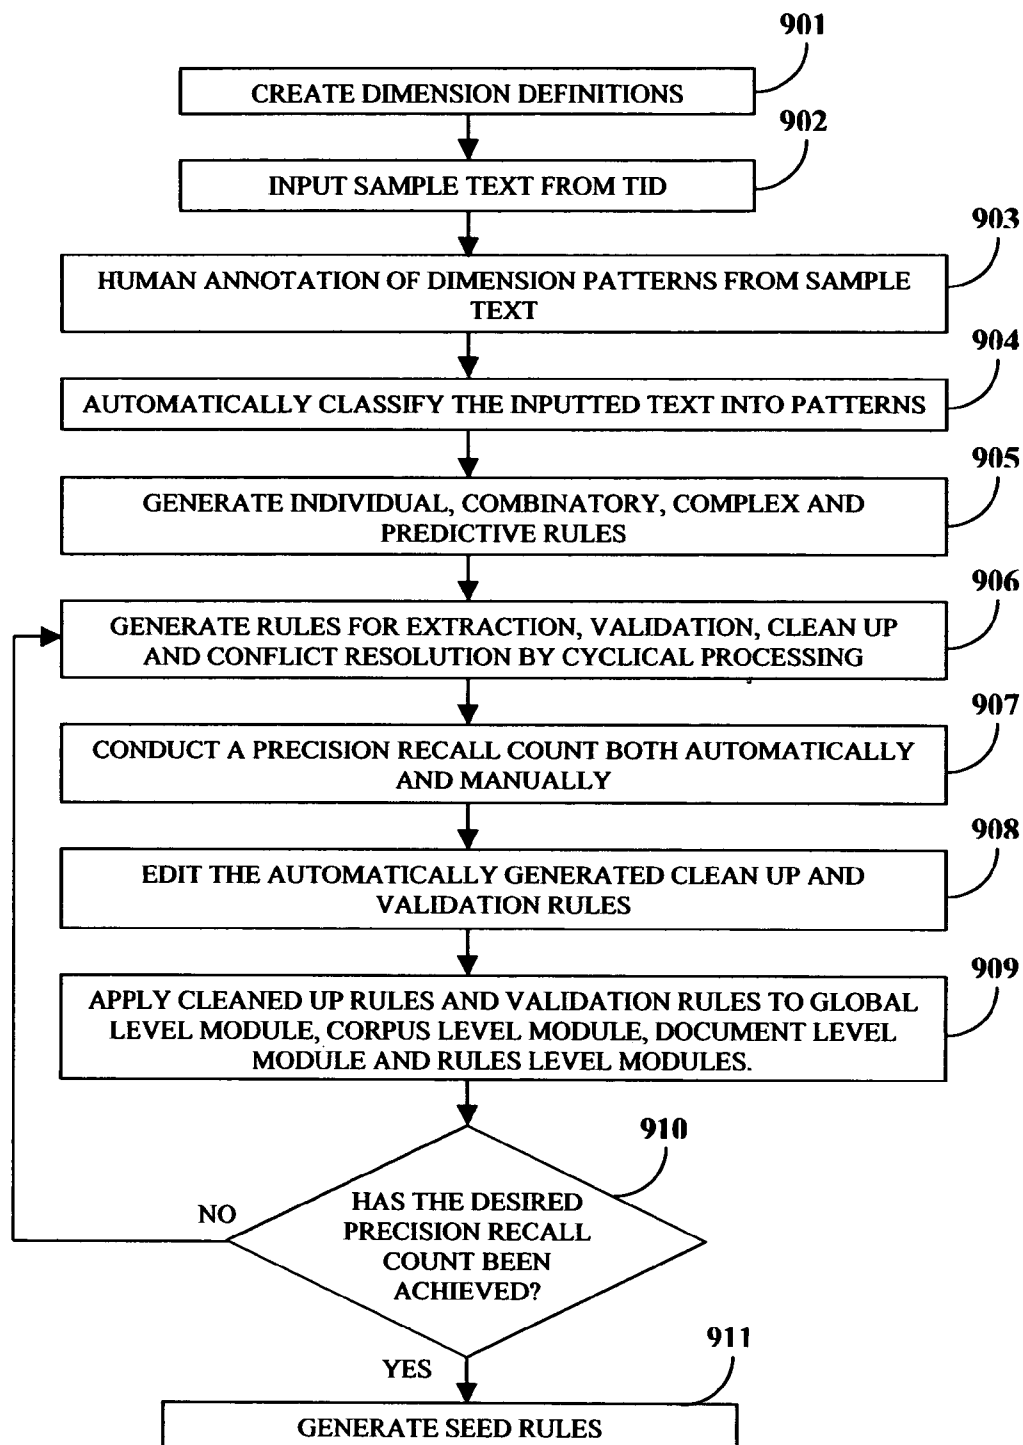 901
CREATE DIMENSION DEFINITIONS
902
INPUT SAMPLE TEXT FROM TID
903
HUMAN ANNOTATION OF DIMENSION PATTERNS FROM SAMPLE
TEXT
904
AUTOMATICALLY CLASSIFY THE INPUTTED TEXT INTO PATTERNS
905
GENERATE INDIVIDUAL, COMBINATORY, COMPLEX AND
PREDICTIVE RULES
906
GENERATE RULES FOR EXTRACTION, VALIDATION, CLEAN UP
AND CONFLICT RESOLUTION BY CYCLICAL PROCESSING
907
CONDUCT A PRECISION RECALL COUNT BOTH AUTOMATICALLY
AND MANUALLY
908
EDIT THE AUTOMATICALLY GENERATED CLEAN UP AND
VALIDATION RULES
909
APPLY CLEANED UP RULES AND VALIDATION RULES TO GLOBAL
LEVEL MODULE, CORPUS LEVEL MODULE, DOCUMENT LEVEL
MODULE AND RULES LEVEL MODULES.
910
HAS THE DESIRED
PRECISION RECALL
COUNT BEEN
ACHIEVED?
NO
YES
911
GENERATE SEED RULES